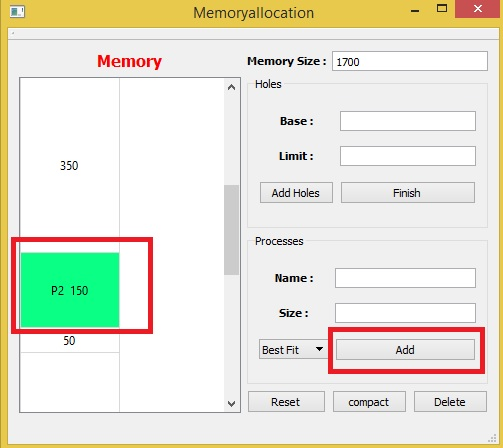 Memoryallocation
Memory
Memory Size : 1700
Holes
Base :
Limit :
Add Holes Finish
350
Processes
Name :
P2 150
Size :
50
Best Fit Add
Reset compact Delete